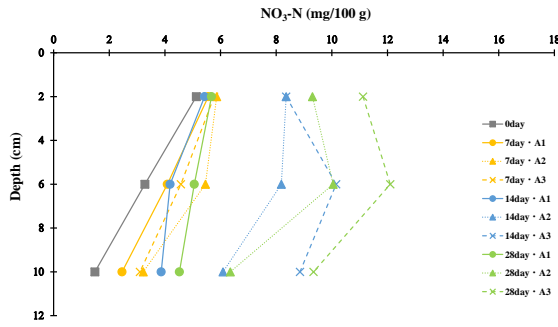 NO3-N (mg/100 g)
0 2 4 6 8 10 12 14 16 18
0
2
4
6
8
10
12
Depth (cm)
0day
7day・A1
7day・A2
7day・A3
14day・A1
14day・A2
14day・A3
28day・A1
28day・A2
28day・A3